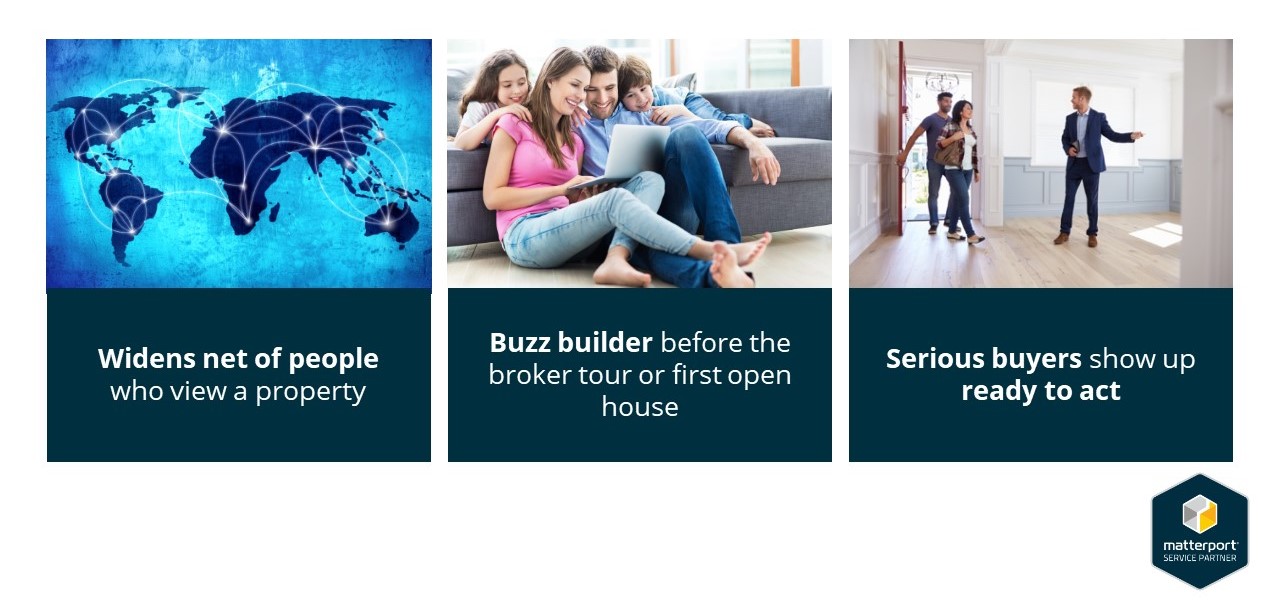 Widens net of people
who view a property
Buzz builder before the
broker tour or first open
house
Serious buyers show up
ready to act
matterport
SERVICE PARTNER